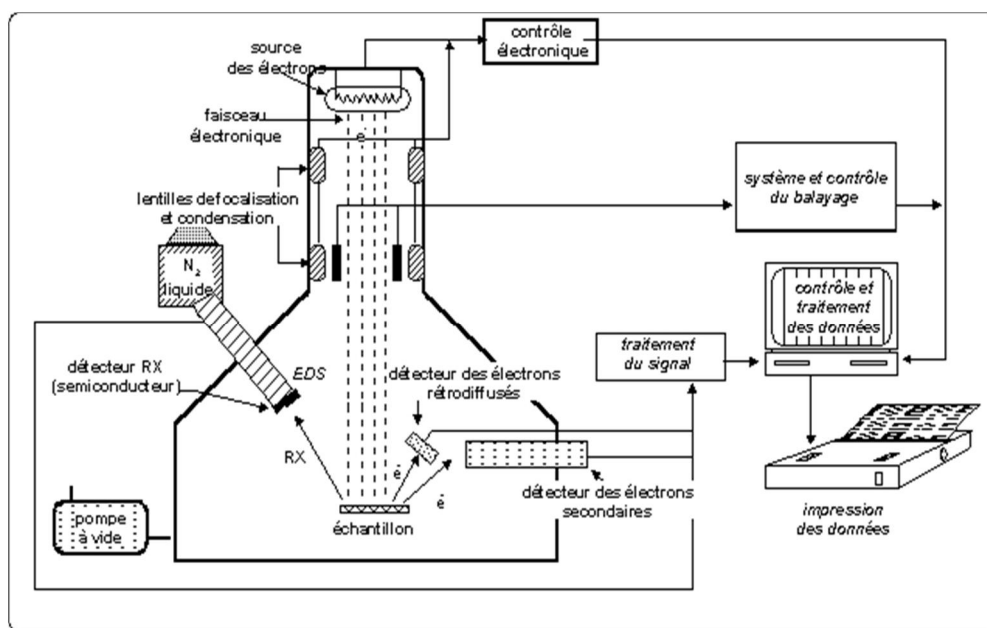 contrôle
électronique
source
des électrons
faisceau
électronique
e
lentilles defocalisation
et condensation
système et contrôle
du balayage
N2
liquide
contrôle et
traitement
des données
traitement
du signal
détecteur RX
(semiconducteur)
EDS
détecteur des électrons
rétrodiffusés
RX
é
é
détecteur des électrons
secondaires
échantillon
pompe
à vide
impression
des données